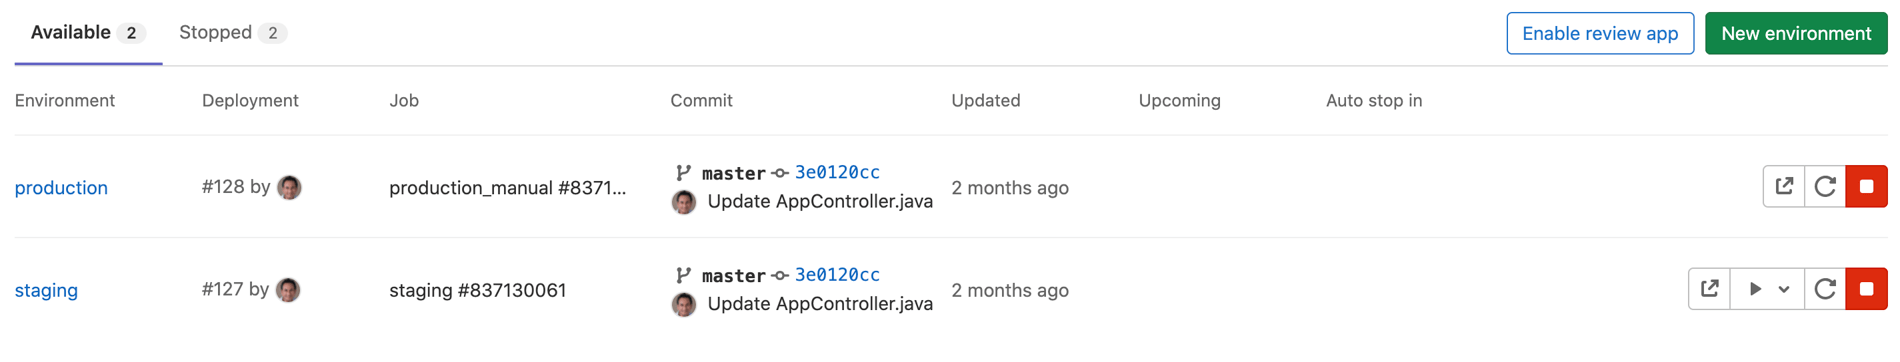 Available 2 Stopped 2 Enable review app New environment
Environment Deployment Job Commit Updated Upcoming Auto stop in
production #128 by production_manual #8371... master 3e0120cc 2 months ago
Update AppController.java
staging #127 by staging #837130061 master 3e0120cc 2 months ago
Update AppController.java